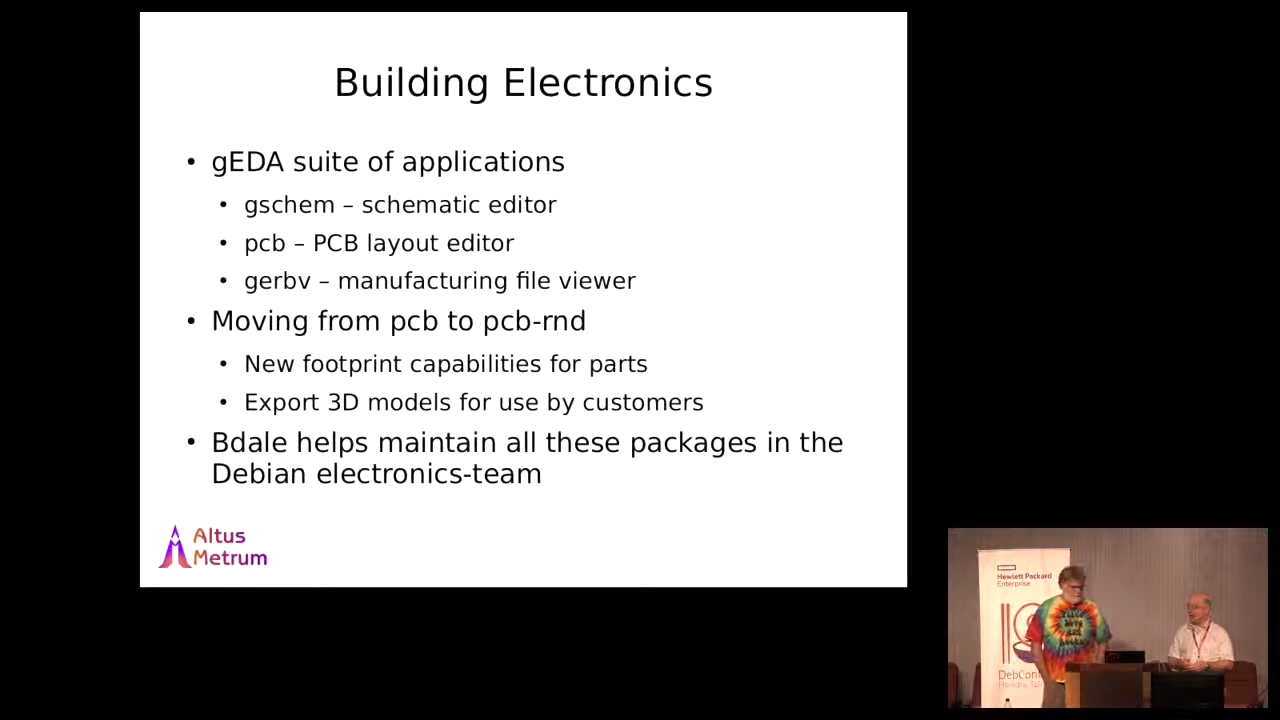 Building Electronics
• gEDA suite of applications
• gschem – schematic editor
• pcb – PCB layout editor
• gerbv – manufacturing file viewer
• Moving from pcb to pcb-rnd
• New footprint capabilities for parts
• Export 3D models for use by customers
• Bdale helps maintain all these packages in the
Debian electronics-team
Altus
Metrum
Hewlett Packard
Enterprise